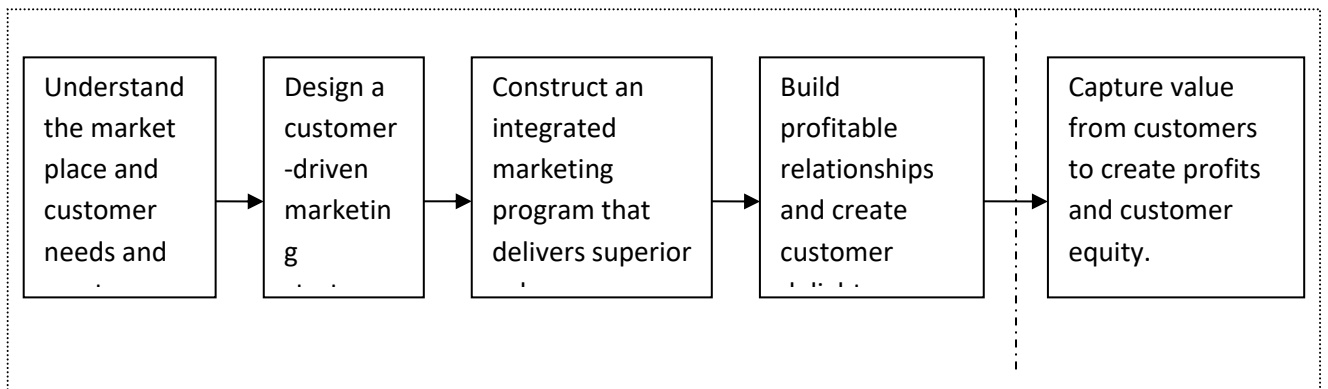 Understand
the market
place and
customer
needs and
Design a
customer
-driven
marketin
g
Construct an
integrated
marketing
program that
delivers superior
Build
profitable
relationships
and create
customer
Capture value
from customers
to create profits
and customer
equity.